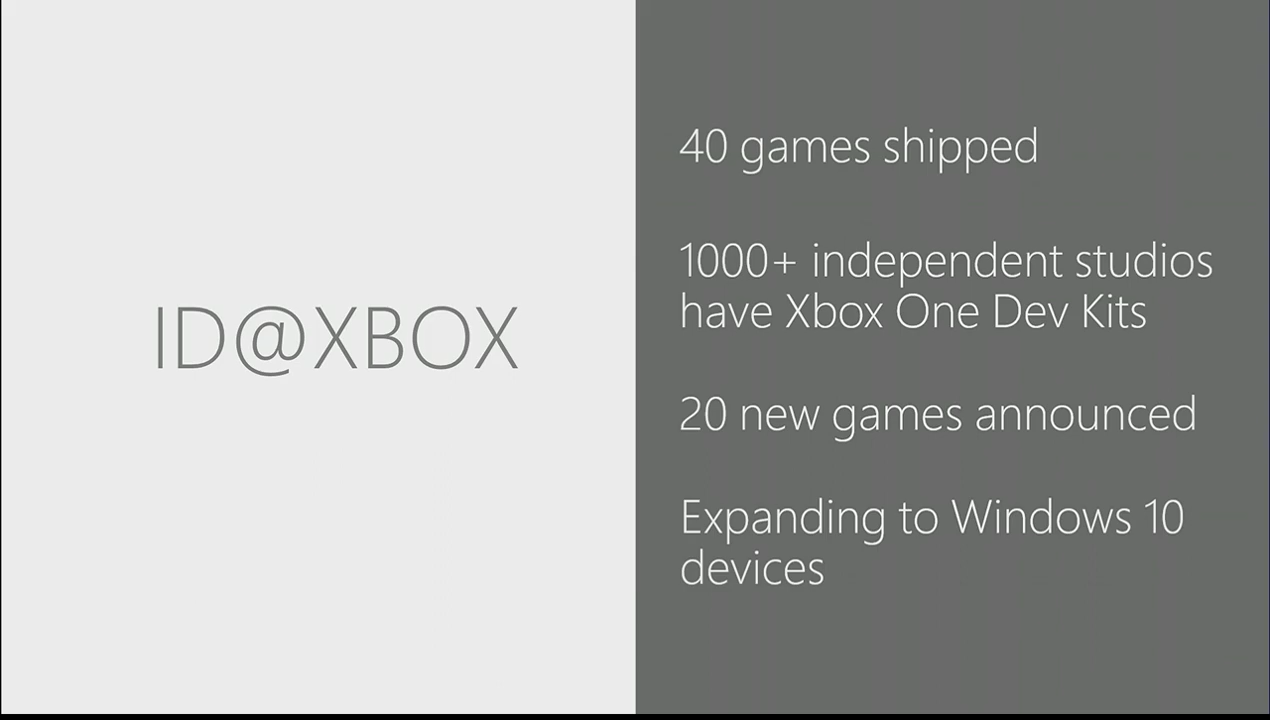 ID@XBOX
40 games shipped
1000+ independent studios
have Xbox One Dev Kits
20 new games announced
Expanding to Windows 10
devices